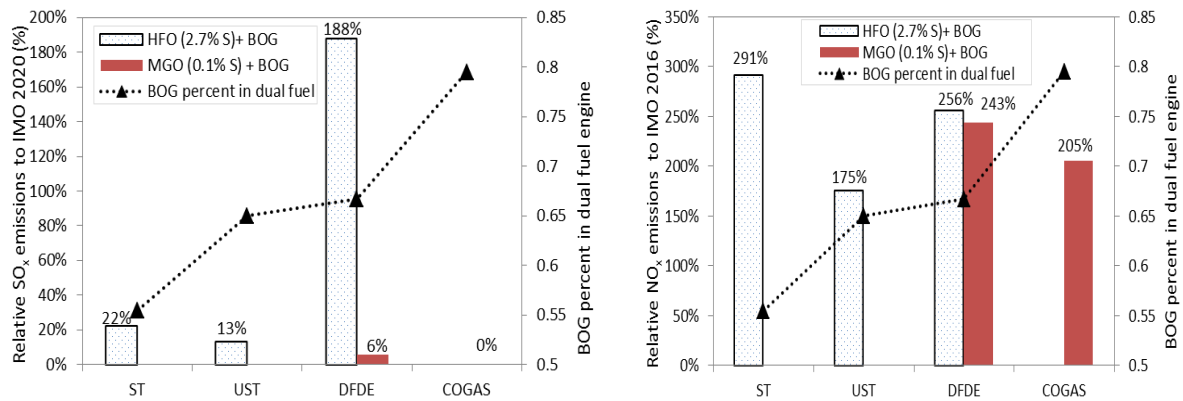 Relative SOx emissions to IMO 2020 (%)
200%
180%
160%
140%
120%
100%
80%
60%
40%
20%
0%
HFO (2.7% S)+ BOG
MGO (0.1% S) + BOG
BOG percent in dual fuel
22%
13%
188%
6%
0%
ST
UST
DFDE
COGAS
0.85
0.8
0.75
0.7
0.65
0.6
0.55
0.5
BOG percent in dual fuel engine
Relative NOx emissions to IMO 2016 (%)
350%
300%
250%
200%
150%
100%
50%
0%
HFO (2.7% S)+ BOG
MGO (0.1% S) + BOG
BOG percent in dual fuel
291%
175%
256%
243%
205%
ST
UST
DFDE
COGAS
0.85
0.8
0.75
0.7
0.65
0.6
0.55
0.5
BOG percent in dual fuel engine